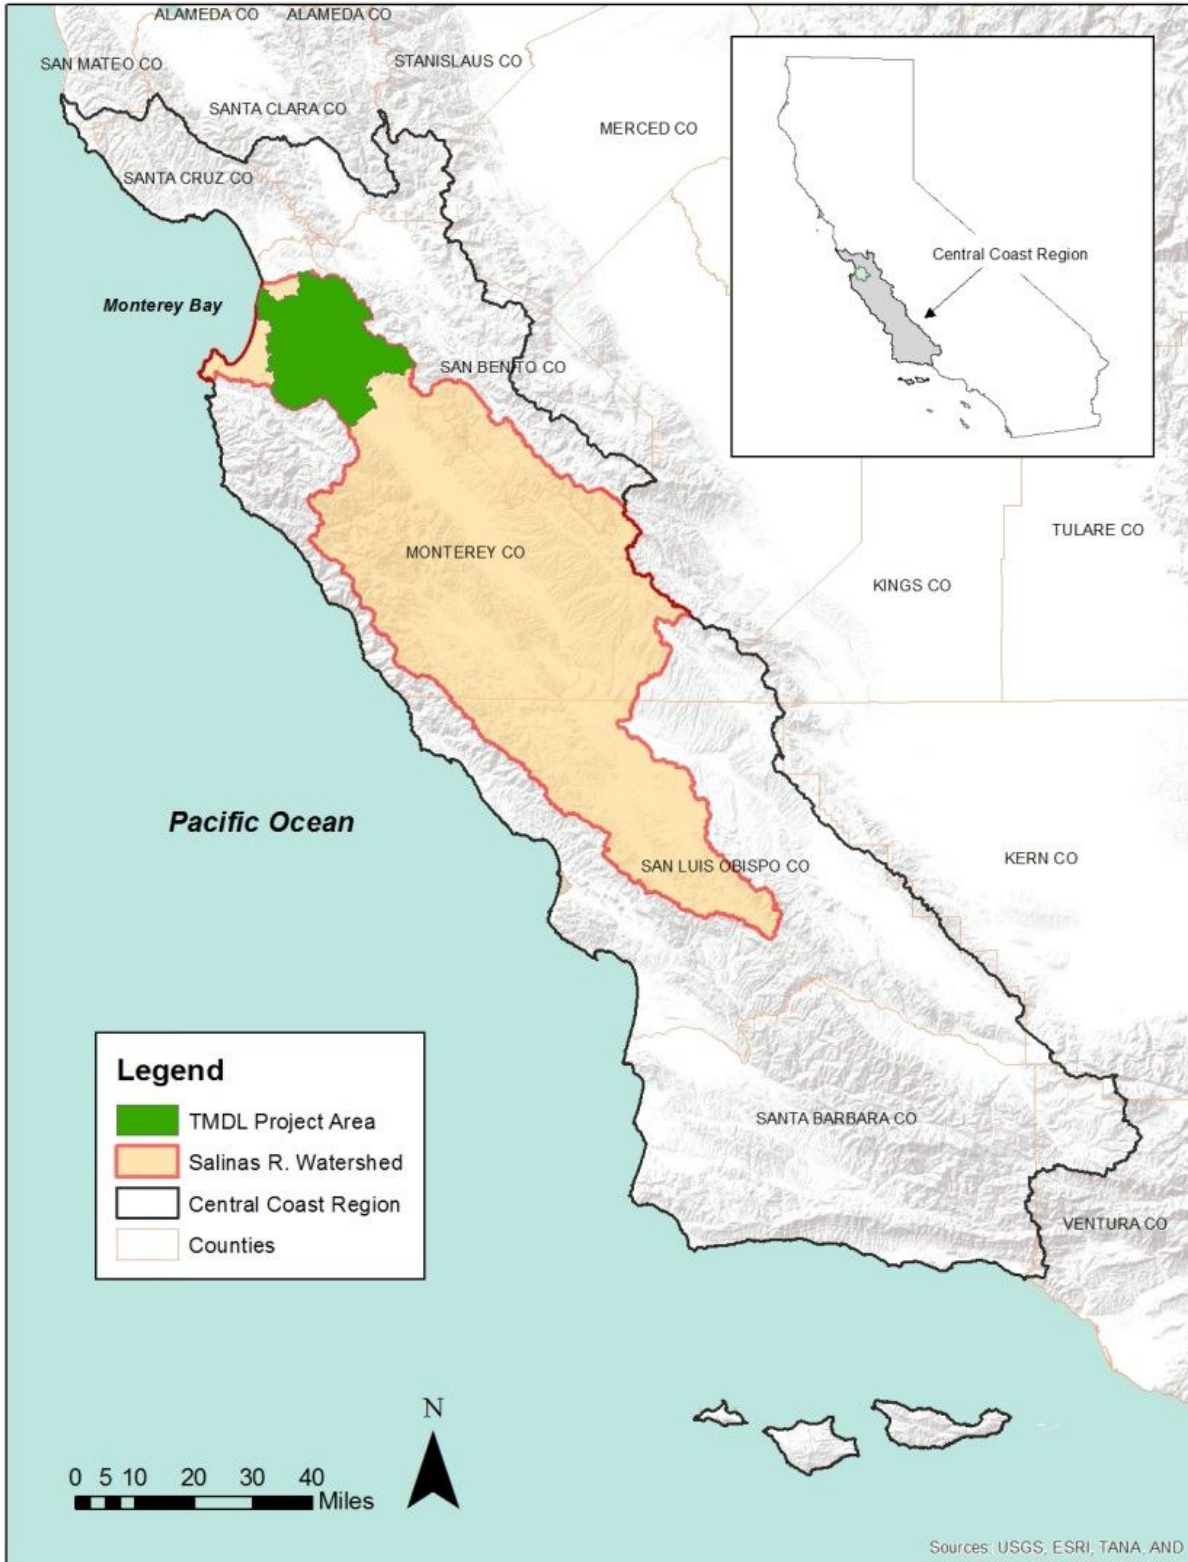 ALAMEDA CO
ALAMEDA CO
SAN MATEO CO
STANISLAUS CO
SANTA CLARA CO
MERCED CO
SANTA CRUZ CO
Central Coast Region
Monterey Bay
SAN BENITO CO
TULARE CO
MONTEREY CO
KINGS CO
Pacific Ocean
SAN LUIS OBISPO CO
KERN CO
Legend
TMDL Project Area
Salinas R. Watershed
Central Coast Region
Counties
SANTA BARBARA CO
VENTURA CO
N
0 5 10 20 30 40
Miles
Sources: USGS, ESRI, TANA, AND